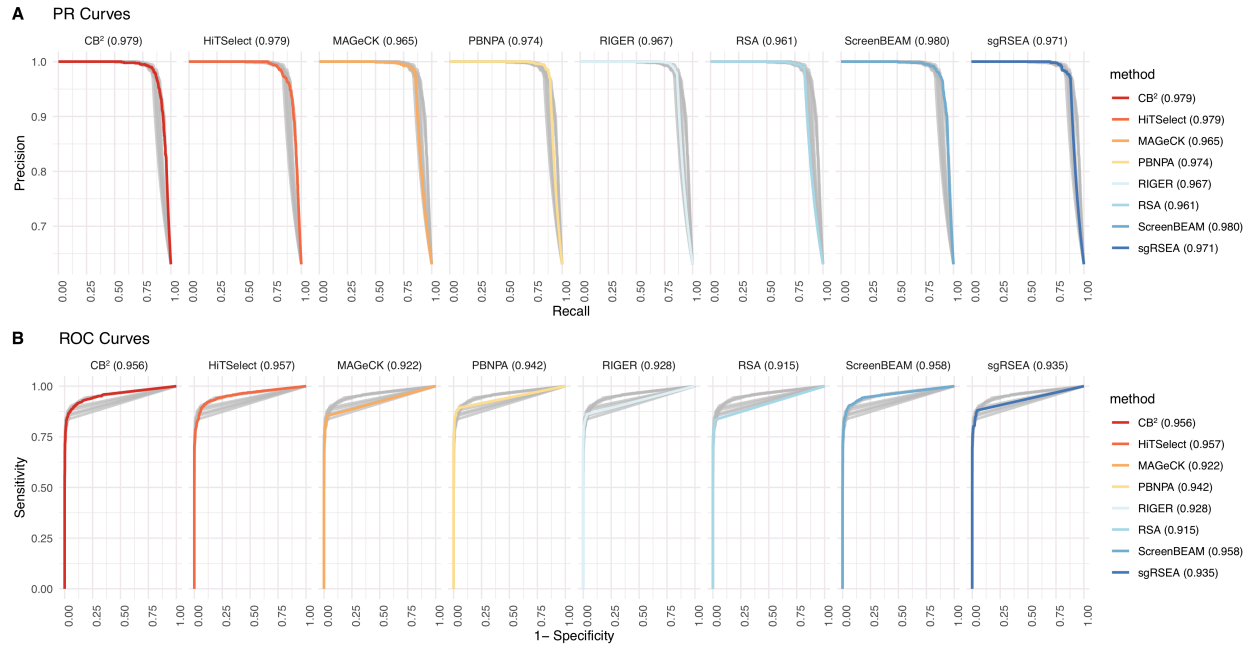 A PR Curves
CB² (0.979) HiTSelect (0.979) MAGeCK (0.965) PBNPA (0.974) RIGER (0.967) RSA (0.961) ScreenBEAM (0.980) sgRSEA (0.971)
1.0
0.9
0.8
0.7
Precision
0.00 0.25 0.50 0.75 1.00 0.00 0.25 0.50 0.75 1.00 0.00 0.25 0.50 0.75 1.00 0.00 0.25 0.50 0.75 1.00 0.00 0.25 0.50 0.75 1.00 0.00 0.25 0.50 0.75 1.00 0.00 0.25 0.50 0.75 1.00 0.00 0.25 0.50 0.75 1.00
Recall
method
CB² (0.979)
HiTSelect (0.979)
MAGeCK (0.965)
PBNPA (0.974)
RIGER (0.967)
RSA (0.961)
ScreenBEAM (0.980)
sgRSEA (0.971)
B ROC Curves
CB² (0.956) HiTSelect (0.957) MAGeCK (0.922) PBNPA (0.942) RIGER (0.928) RSA (0.915) ScreenBEAM (0.958) sgRSEA (0.935)
1.00
0.75
0.50
0.25
0.00
Sensitivity
0.00 0.25 0.50 0.75 1.00 0.00 0.25 0.50 0.75 1.00 0.00 0.25 0.50 0.75 1.00 0.00 0.25 0.50 0.75 1.00 0.00 0.25 0.50 0.75 1.00 0.00 0.25 0.50 0.75 1.00 0.00 0.25 0.50 0.75 1.00 0.00 0.25 0.50 0.75 1.00
1− Specificity
method
CB² (0.956)
HiTSelect (0.957)
MAGeCK (0.922)
PBNPA (0.942)
RIGER (0.928)
RSA (0.915)
ScreenBEAM (0.958)
sgRSEA (0.935)